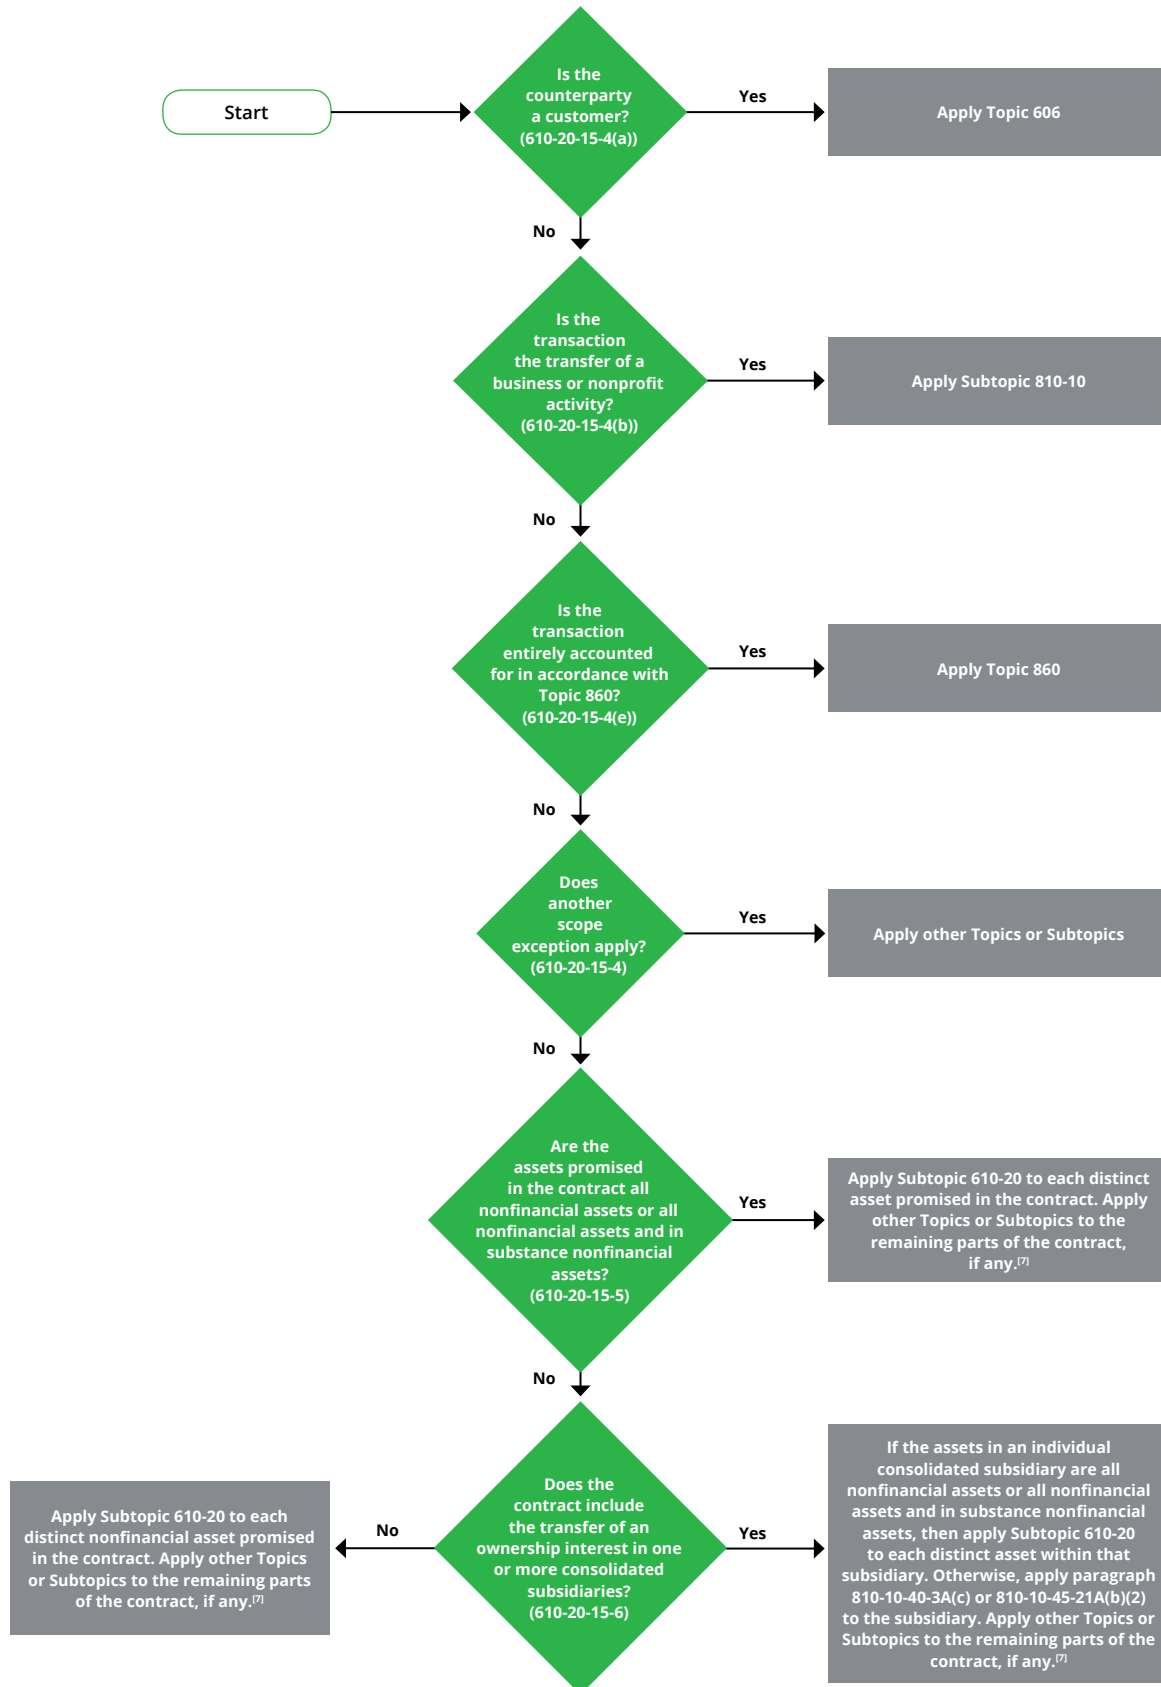 Start
Is the
counterparty
a customer?
(610-20-15-4(a))
Yes
Apply Topic 606
No
Is the
transaction
the transfer of a
business or nonprofit
activity?
(610-20-15-4(b))
Yes
Apply Subtopic 810-10
No
Is the
transaction
entirely accounted
for in accordance with
Topic 860?
(610-20-15-4(e))
Yes
Apply Topic 860
No
Does
another
scope
exception apply?
(610-20-15-4)
Yes
Apply other Topics or Subtopics
No
Are the
assets promised
in the contract all
nonfinancial assets or all
nonfinancial assets and in
substance nonfinancial
assets?
(610-20-15-5)
Yes
Apply Subtopic 610-20 to each distinct
asset promised in the contract. Apply
other Topics or Subtopics to the
remaining parts of the contract,
if any.[7]
No
Does the
contract include
the transfer of an
ownership interest in one
or more consolidated
subsidiaries?
(610-20-15-6)
No
Apply Subtopic 610-20 to each
distinct nonfinancial asset promised
in the contract. Apply other Topics
or Subtopics to the remaining parts
of the contract, if any.[7]
Yes
If the assets in an individual
consolidated subsidiary are all
nonfinancial assets or all nonfinancial
assets and in substance nonfinancial
assets, then apply Subtopic 610-20
to each distinct asset within that
subsidiary. Otherwise, apply paragraph
810-10-40-3A(c) or 810-10-45-21A(b)(2)
to the subsidiary. Apply other Topics or
Subtopics to the remaining parts of the
contract, if any.[7]